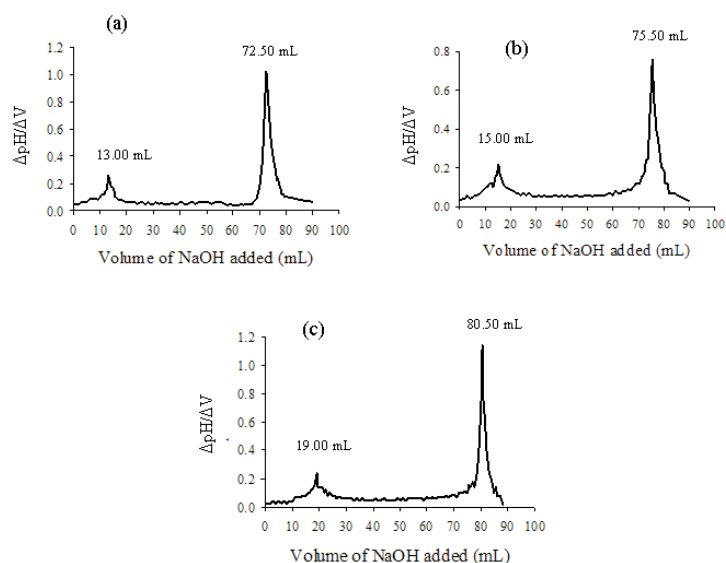 (a)
72.50 mL
13.00 mL
ΔpH/ΔV
1.2
1.0
0.8
0.6
0.4
0.2
0.0
0 10 20 30 40 50 60 70 80 90 100
Volume of NaOH added (mL)
(b)
75.50 mL
15.00 mL
ΔpH/ΔV
0.8
0.6
0.4
0.2
0.0
0 10 20 30 40 50 60 70 80 90 100
Volume of NaOH added (mL)
(c)
80.50 mL
19.00 mL
ΔpH/ΔV
1.2
1.0
0.8
0.6
0.4
0.2
0.0
0 10 20 30 40 50 60 70 80 90 100
Volume of NaOH added (mL)